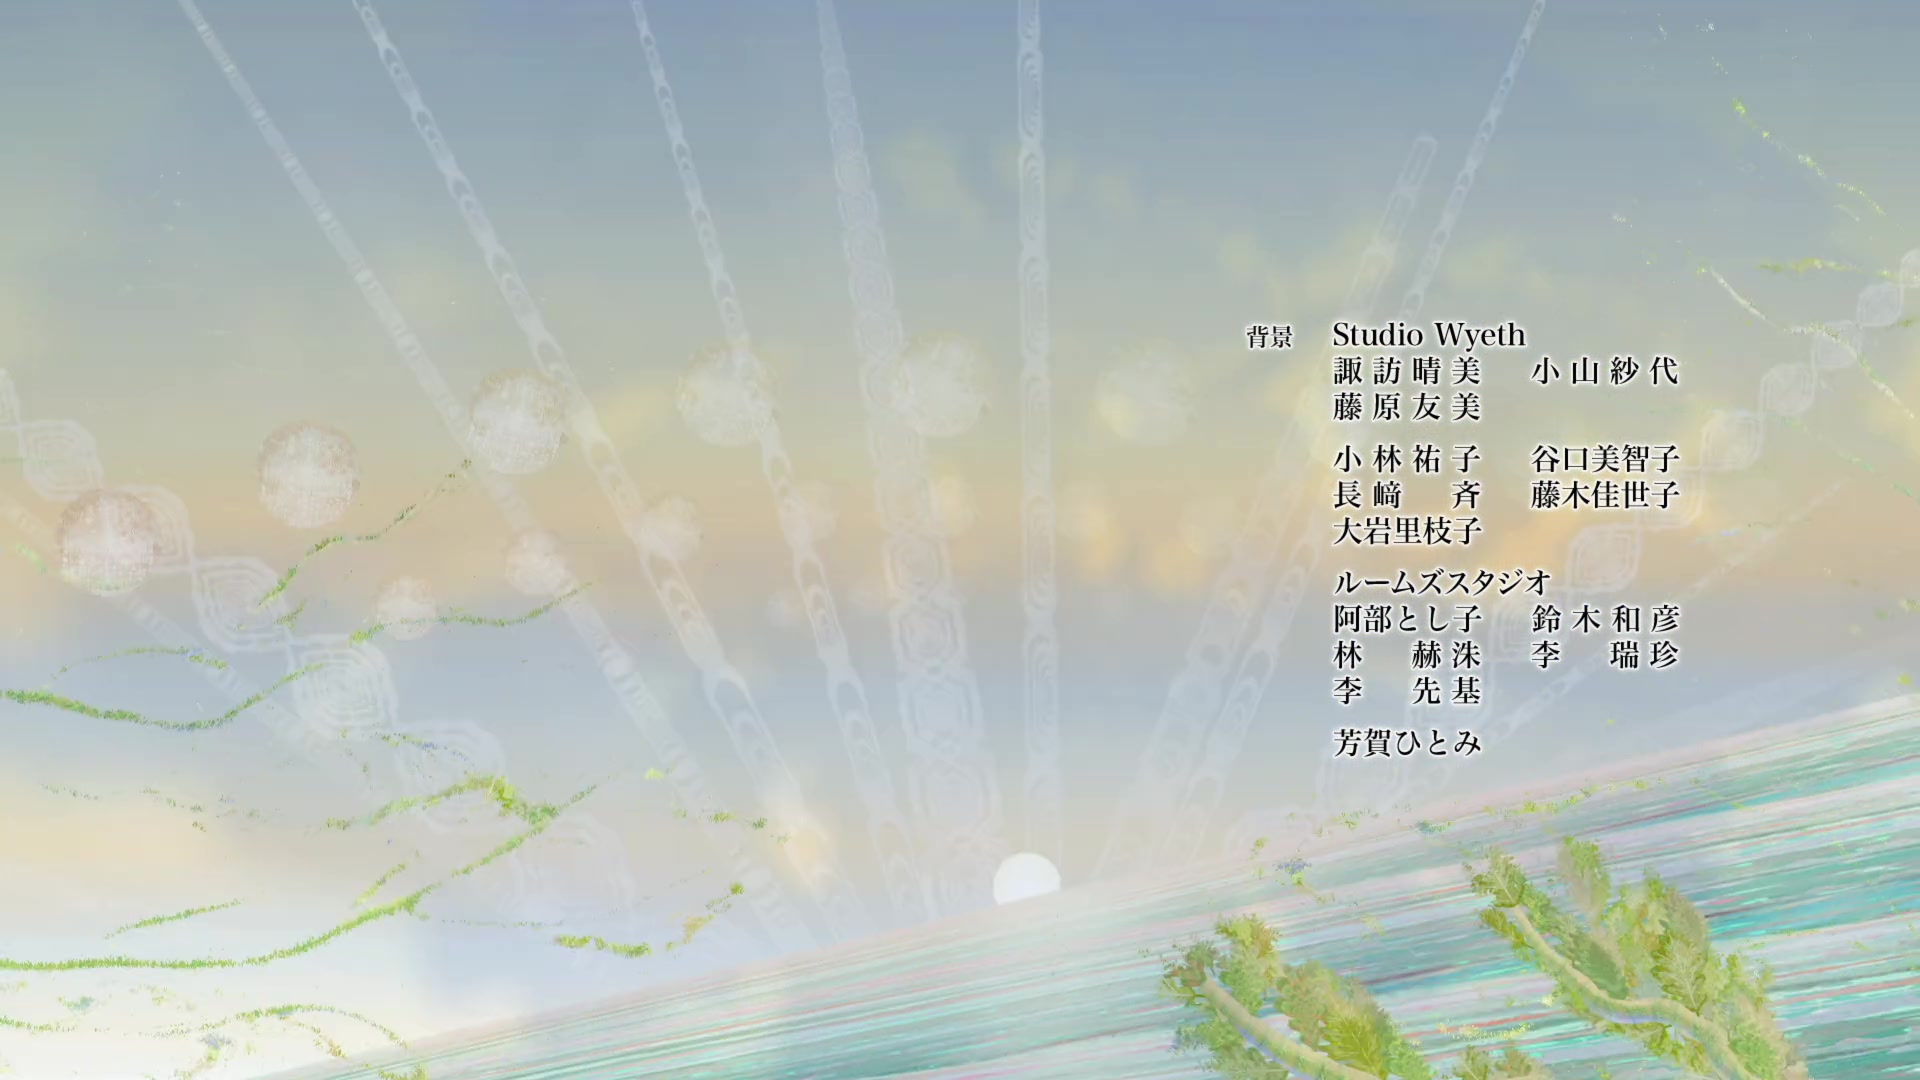 背景 Studio Wyeth
諏訪晴美 小山紗代
藤原友美
小林祐子 谷口美智子
長﨑 斉 藤木佳世子
大岩里枝子
ルームズスタジオ
阿部とし子 鈴木和彦
林 赫洙 李 瑞珍
李 先基
芳賀ひとみ